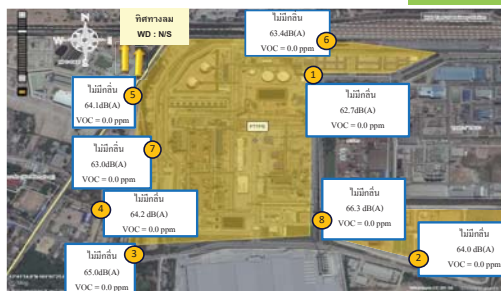 ทิศทางลม
WD : N/S
ไม่มีกลิ่น
63.4dB(A)
VOC = 0.0 ppm
6
1
ไม่มีกลิ่น
62.7dB(A)
VOC = 0.0 ppm
ไม่มีกลิ่น
64.1dB(A)
VOC = 0.0 ppm
5
ไม่มีกลิ่น
63.0dB(A)
VOC = 0.0 ppm
7
ไม่มีกลิ่น
64.2 dB(A)
VOC = 0.0 ppm
4
ไม่มีกลิ่น
66.3 dB(A)
VOC = 0.0 ppm
8
ไม่มีกลิ่น
65.0dB(A)
VOC = 0.0 ppm
3
ไม่มีกลิ่น
64.0 dB(A)
VOC = 0.0 ppm
2